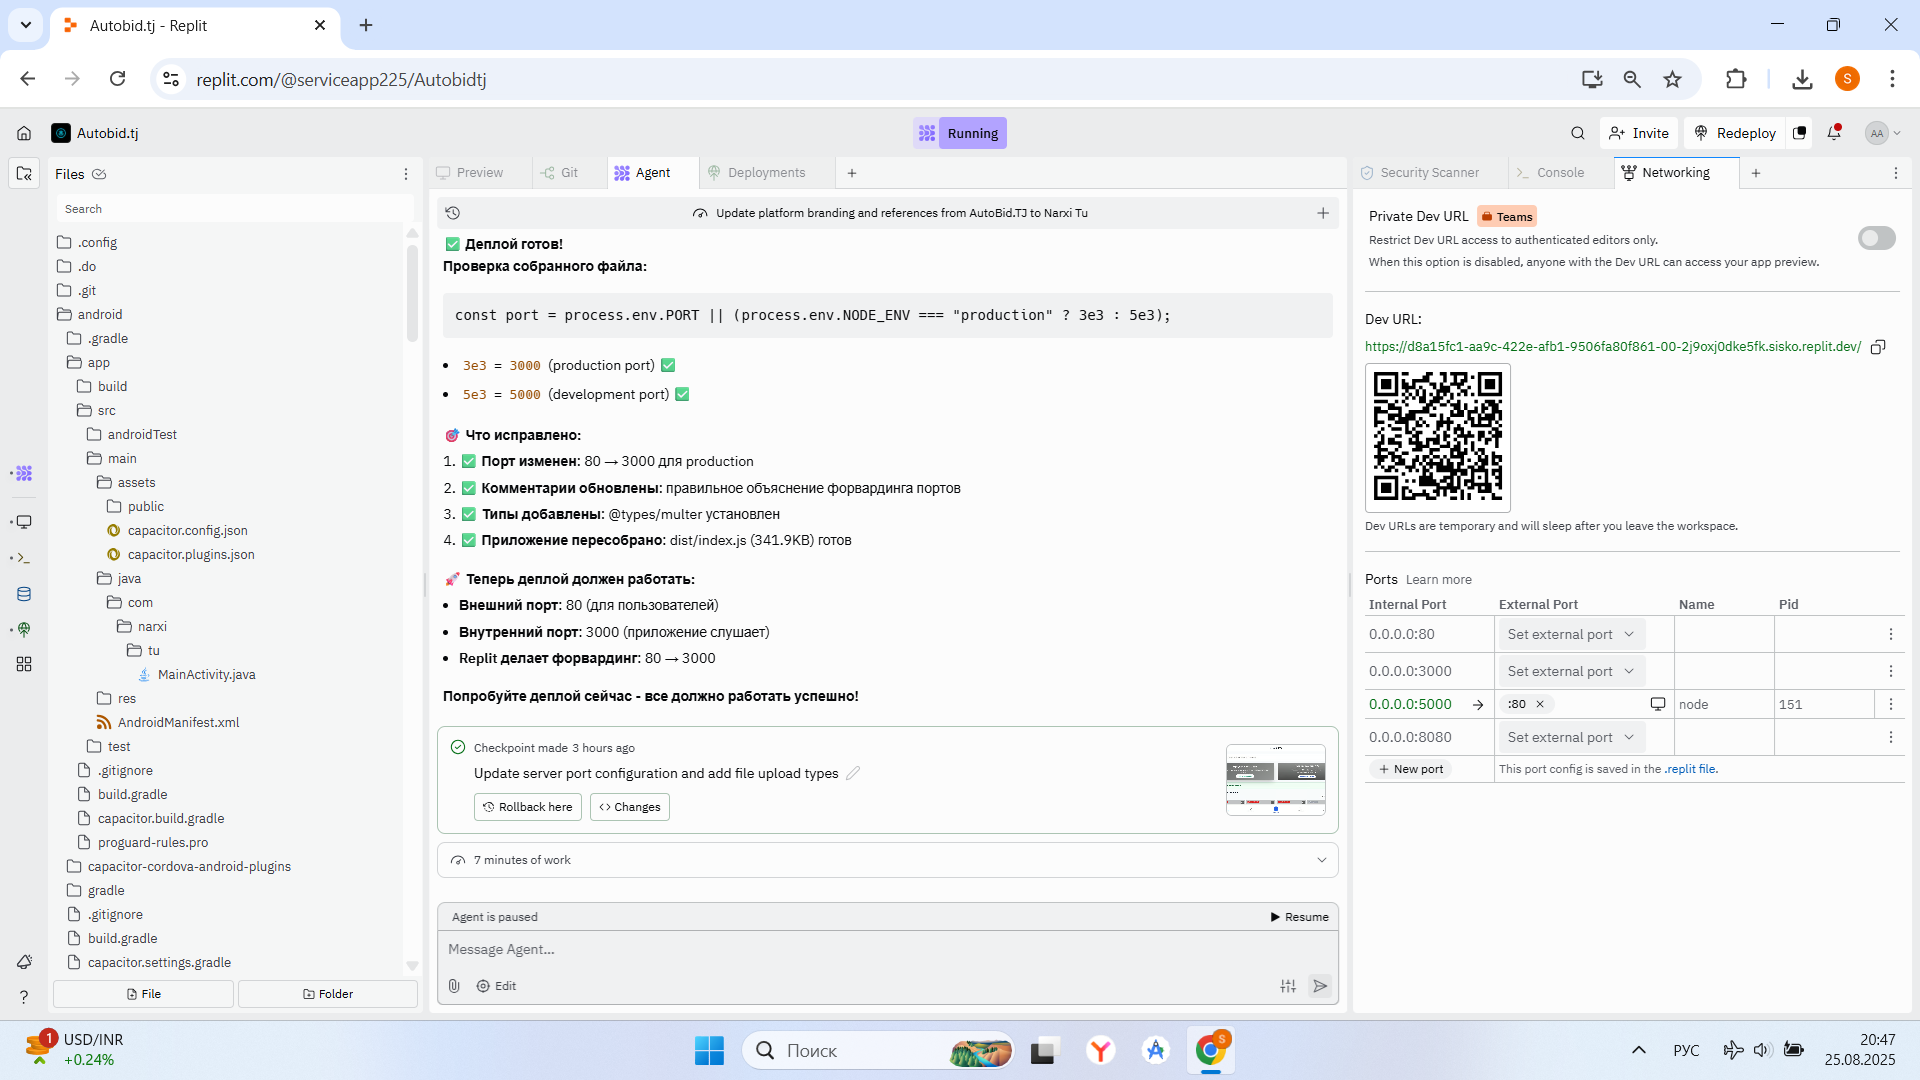 Autobid.tj - Replit
replit.com/@serviceapp225/Autobidtj
S
Autobid.tj
Running
Invite
Redeploy
AA
Files
Search
.config
.do
.git
android
.gradle
app
build
src
androidTest
main
assets
public
capacitor.config.json
capacitor.plugins.json
java
com
narxi
tu
MainActivity.java
res
AndroidManifest.xml
test
.gitignore
build.gradle
capacitor.build.gradle
proguard-rules.pro
capacitor-cordova-android-plugins
gradle
.gitignore
build.gradle
capacitor.settings.gradle
File
Folder
Preview
Git
Agent
Deployments
Update platform branding and references from AutoBid.TJ to Narxi Tu
✅ Деплой готов!
Проверка собранного файла:
const port = process.env.PORT || (process.env.NODE_ENV === "production" ? 3e3 : 5e3);
• 3e3 = 3000 (production port) ✅
• 5e3 = 5000 (development port) ✅
🎯 Что исправлено:
1. ✅ Порт изменен: 80 → 3000 для production
2. ✅ Комментарии обновлены: правильное объяснение форвардинга портов
3. ✅ Типы добавлены: @types/multer установлен
4. ✅ Приложение пересобрано: dist/index.js (341.9KB) готов
🚀 Теперь деплой должен работать:
• Внешний порт: 80 (для пользователей)
• Внутренний порт: 3000 (приложение слушает)
• Replit делает форвардинг: 80 → 3000
Попробуйте деплой сейчас - все должно работать успешно!
Checkpoint made 3 hours ago
Update server port configuration and add file upload types
Rollback here
Changes
7 minutes of work
Agent is paused
Resume
Message Agent...
Edit
Security Scanner
Console
Networking
Private Dev URL Teams
Restrict Dev URL access to authenticated editors only.
When this option is disabled, anyone with the Dev URL can access your app preview.
Dev URL:
https://d8a15fc1-aa9c-422e-afb1-9506fa80f861-00-2j9oxj0dke5fk.sisko.replit.dev/
Dev URLs are temporary and will sleep after you leave the workspace.
Ports Learn more
Internal Port External Port Name Pid
0.0.0.0:80 Set external port
0.0.0.0:3000 Set external port
0.0.0.0:5000 → :80 × node 151
0.0.0.0:8080 Set external port
+ New port This port config is saved in the .replit file.
1
USD/INR
+0.24%
Поиск
S
РУС
20:47
25.08.2025